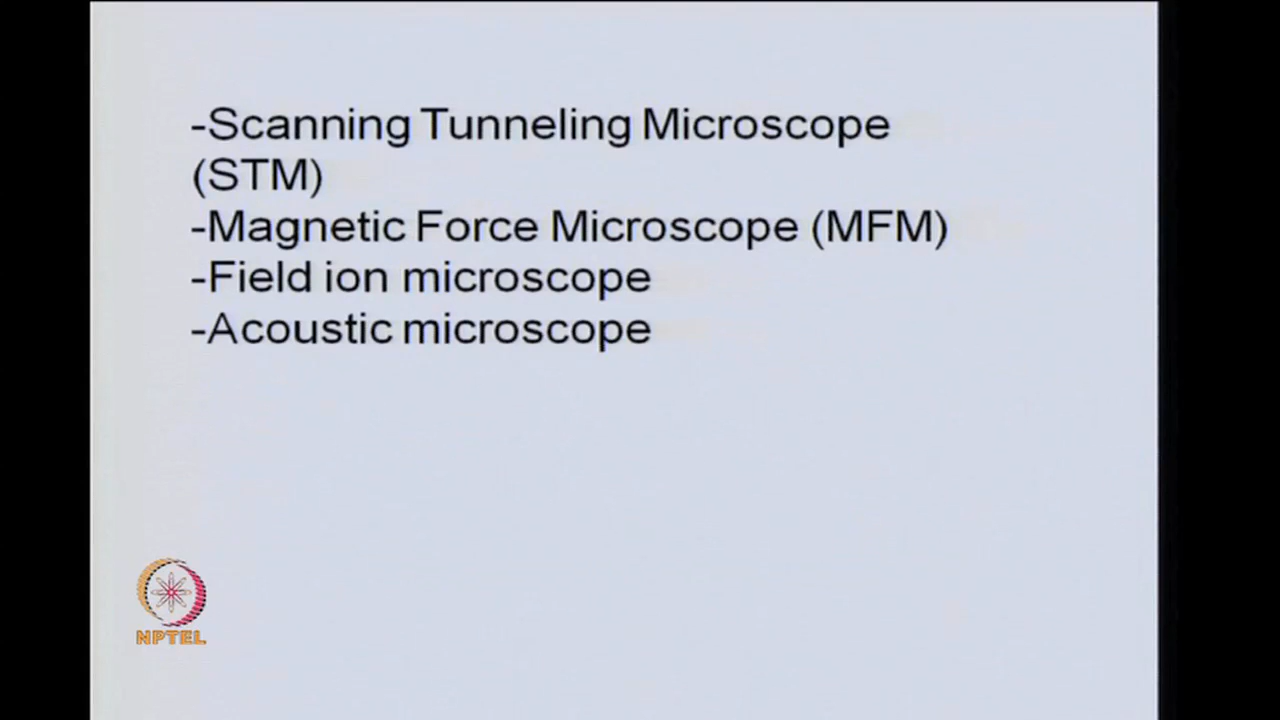 -Scanning Tunneling Microscope
(STM)
-Magnetic Force Microscope (MFM)
-Field ion microscope
-Acoustic microscope
NPTEL